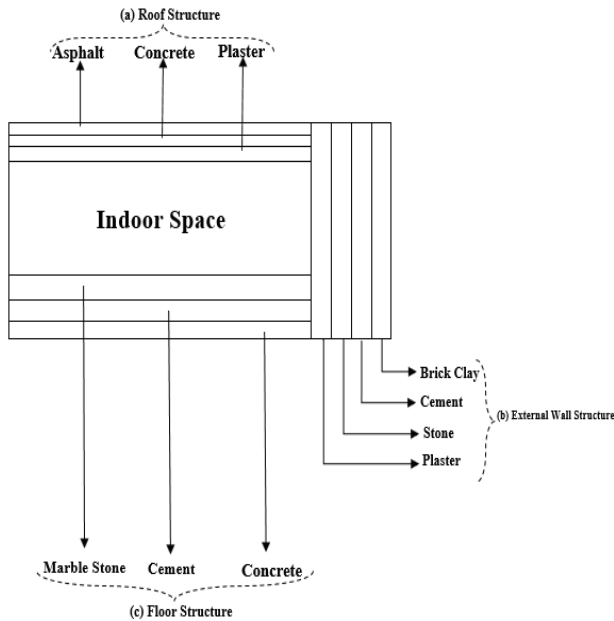 (a) Roof Structure
Asphalt Concrete Plaster
Indoor Space
Brick Clay
Cement
(b) External Wall Structure
Stone
Plaster
Marble Stone Cement Concrete
(c) Floor Structure